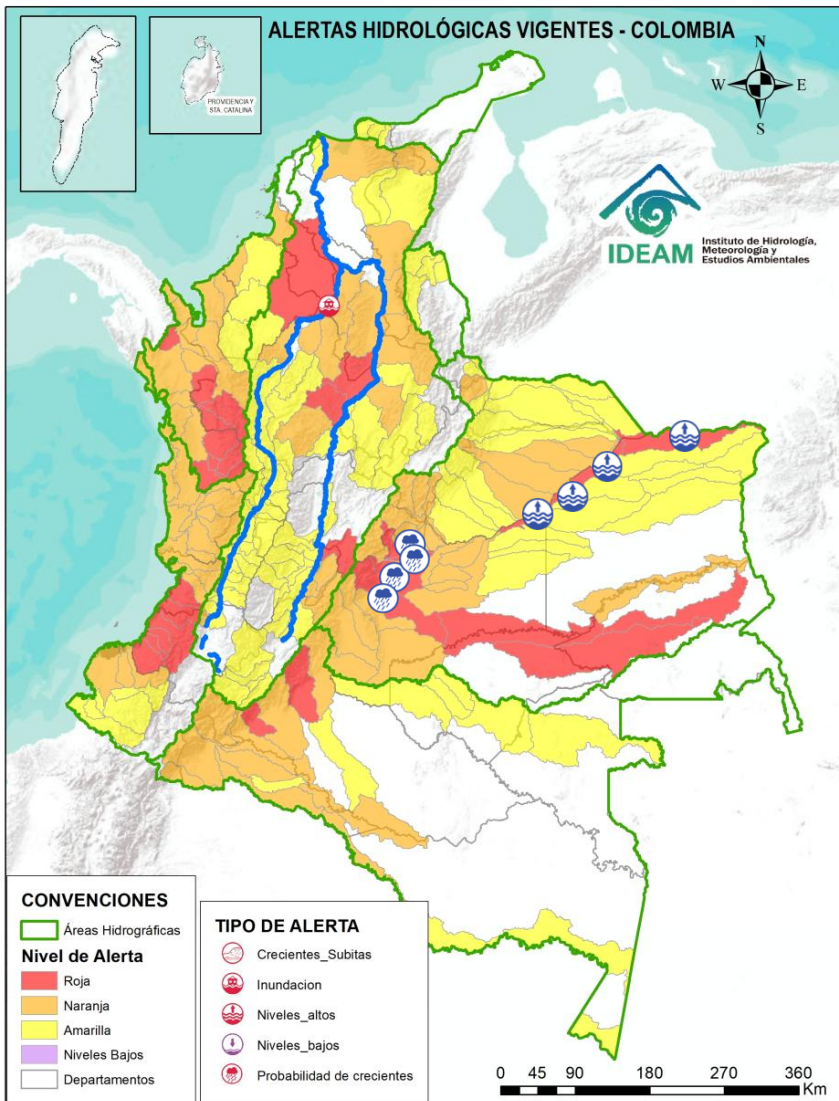 ALERTAS HIDROLÓGICAS VIGENTES - COLOMBIA
PROVIDENCIA Y
STA. CATALINA
N
W
E
S
IDEAM
Instituto de Hidrología,
Meteorología y
Estudios Ambientales
CONVENCIONES
Áreas Hidrográficas
Nivel de Alerta
Roja
Naranja
Amarilla
Niveles Bajos
Departamentos
TIPO DE ALERTA
Crecientes_Subitas
Inundacion
Niveles_altos
Niveles_bajos
Probabilidad de crecientes
0 45 90 180 270 360
Km